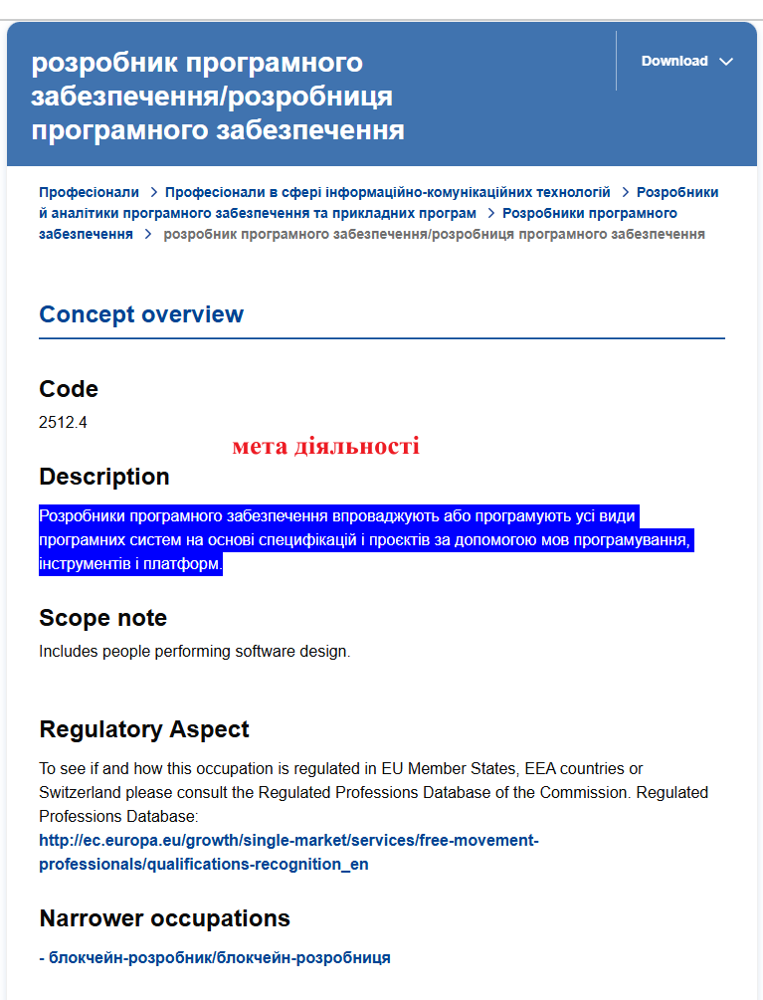 розробник програмного
забезпечення/розробниця
програмного забезпечення
Download
Професіонали > Професіонали в сфері інформаційно-комунікаційних технологій > Розробники
й аналітики програмного забезпечення та прикладних програм > Розробники програмного
забезпечення > розробник програмного забезпечення/розробниця програмного забезпечення
Concept overview
Code
2512.4
мета діяльності
Description
Розробники програмного забезпечення впроваджують або програмують усі види
програмних систем на основі специфікацій і проєктів за допомогою мов програмування,
інструментів і платформ.
Scope note
Includes people performing software design.
Regulatory Aspect
To see if and how this occupation is regulated in EU Member States, EEA countries or
Switzerland please consult the Regulated Professions Database of the Commission. Regulated
Professions Database:
http://ec.europa.eu/growth/single-market/services/free-movement-
professionals/qualifications-recognition_en
Narrower occupations
- блокчейн-розробник/блокчейн-розробниця